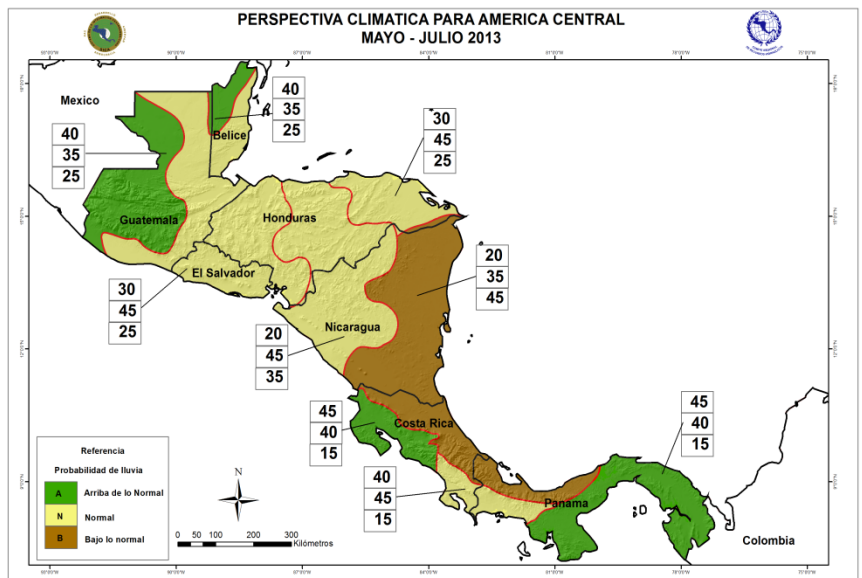 PERSPECTIVA CLIMATICA PARA AMERICA CENTRAL
MAYO - JULIO 2013
Mexico
40
35
25
Belice
40
35
25
30
45
25
Guatemala
Honduras
El Salvador
30
45
25
20
35
45
Nicaragua
20
45
35
45
40
15
Costa Rica
45
40
15
40
45
15
Panama
Colombia
Referencia
Probabilidad de lluvia
A Arriba de lo Normal
N Normal
B Bajo lo normal
N
0 50 100 200 300
Kilómetros